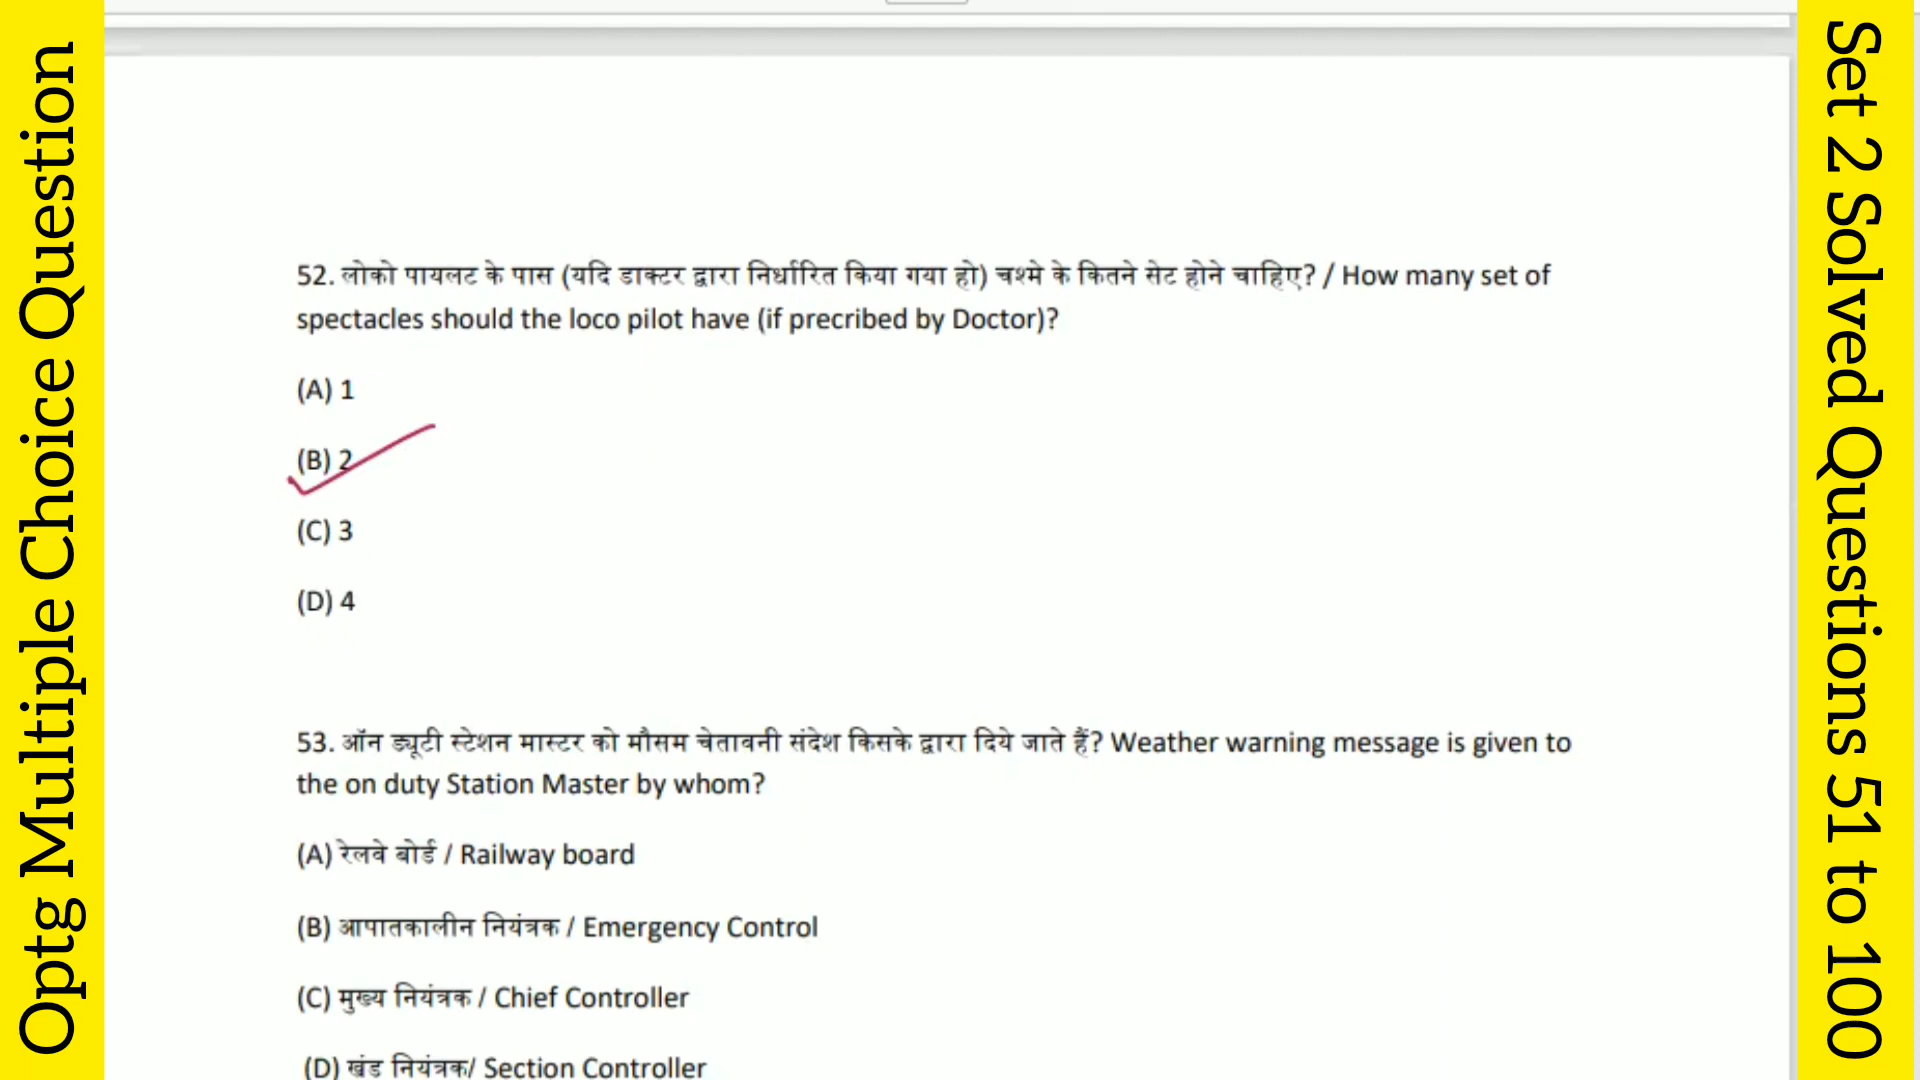 Optg Multiple Choice Question
52. लोको पायलट के पास (यदि डाक्टर द्वारा निर्धारित किया गया हो) चश्मे के कितने सेट होने चाहिए? / How many set of
spectacles should the loco pilot have (if precribed by Doctor)?
(A) 1
(B) 2
(C) 3
(D) 4
53. ऑन ड्यूटी स्टेशन मास्टर को मौसम चेतावनी संदेश किसके द्वारा दिये जाते हैं? Weather warning message is given to
the on duty Station Master by whom?
(A) रेलवे बोर्ड / Railway board
(B) आपातकालीन नियंत्रक / Emergency Control
(C) मुख्य नियंत्रक / Chief Controller
(D) खंड नियंत्रक/ Section Controller
Set 2 Solved Questions 51 to 100